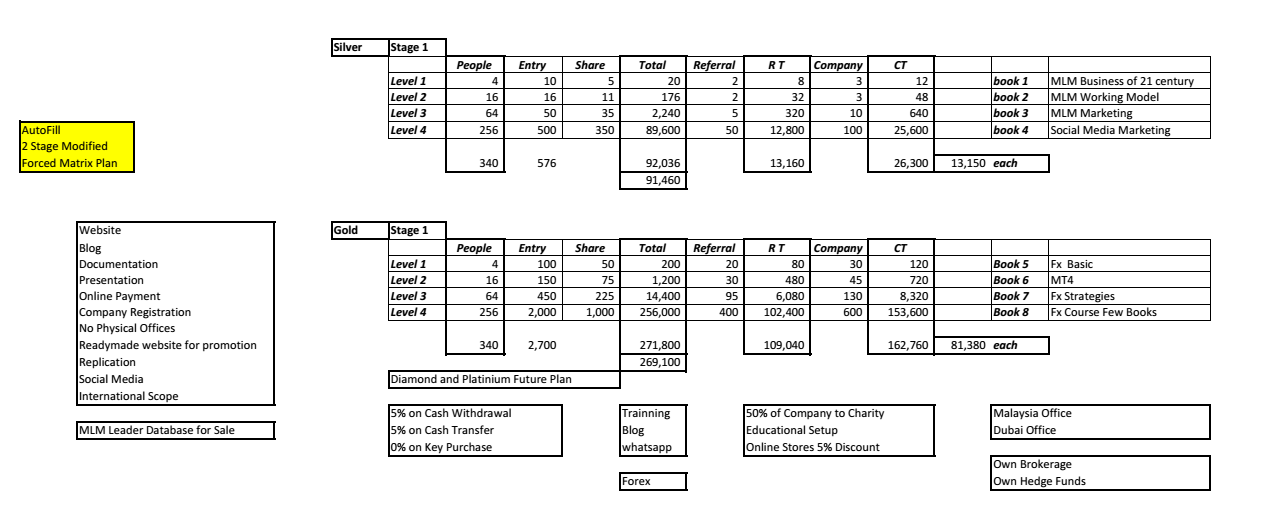 Silver Stage 1
People Entry Share Total Referral R T Company CT
Level 1 4 10 5 20 2 8 3 12 book 1 MLM Business of 21 century
Level 2 16 16 11 176 2 32 3 48 book 2 MLM Working Model
Level 3 64 50 35 2,240 5 320 10 640 book 3 MLM Marketing
Level 4 256 500 350 89,600 50 12,800 100 25,600 book 4 Social Media Marketing
340 576 92,036 13,160 26,300 13,150 each
91,460
AutoFill
2 Stage Modified
Forced Matrix Plan
Gold Stage 1
People Entry Share Total Referral R T Company CT
Level 1 4 100 50 200 20 80 30 120 Book 5 Fx Basic
Level 2 16 150 75 1,200 30 480 45 720 Book 6 MT4
Level 3 64 450 225 14,400 95 6,080 130 8,320 Book 7 Fx Strategies
Level 4 256 2,000 1,000 256,000 400 102,400 600 153,600 Book 8 Fx Course Few Books
340 2,700 271,800 109,040 162,760 81,380 each
269,100
Diamond and Platinium Future Plan
Website
Blog
Documentation
Presentation
Online Payment
Company Registration
No Physical Offices
Readymade website for promotion
Replication
Social Media
International Scope
MLM Leader Database for Sale
5% on Cash Withdrawal
5% on Cash Transfer
0% on Key Purchase
Trainning
Blog
whatsapp
Forex
50% of Company to Charity
Educational Setup
Online Stores 5% Discount
Malaysia Office
Dubai Office
Own Brokerage
Own Hedge Funds